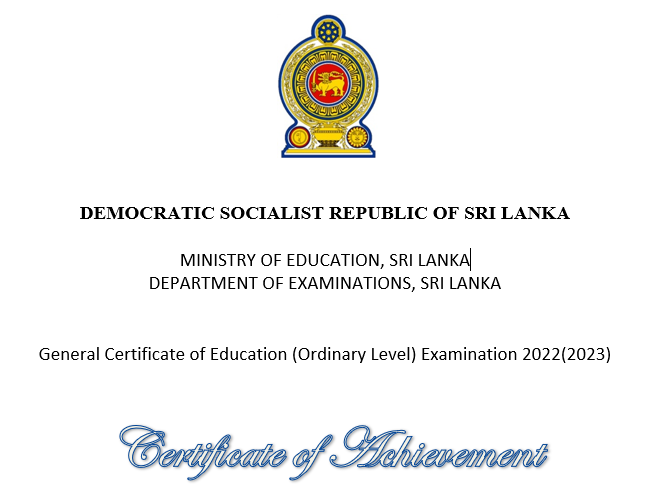 DEMOCRATIC SOCIALIST REPUBLIC OF SRI LANKA
MINISTRY OF EDUCATION, SRI LANKA
DEPARTMENT OF EXAMINATIONS, SRI LANKA
General Certificate of Education (Ordinary Level) Examination 2022(2023)
Certificate of Achievement